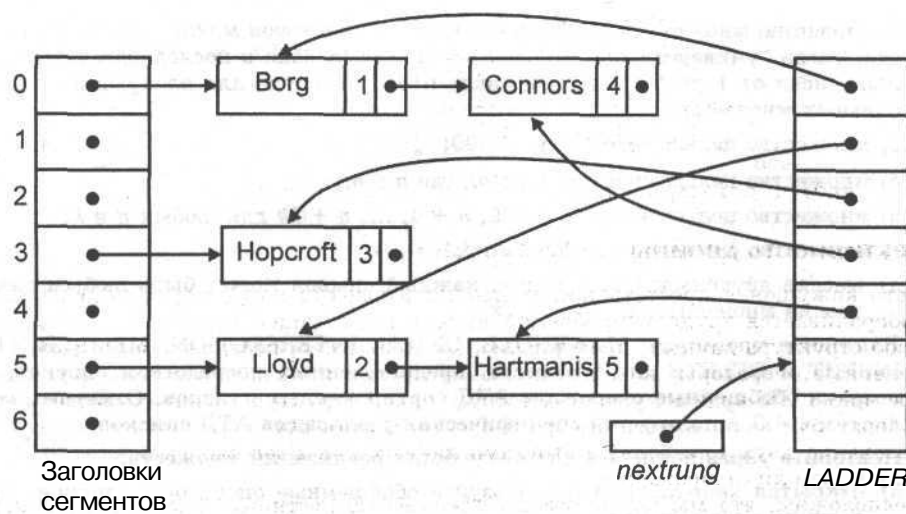 0
Borg 1
Connors 4
1
2
3
Hopcroft 3
4
5
Lloyd 2
Hartmanis 5
6
Заголовки
сегментов
nextrung
LADDER